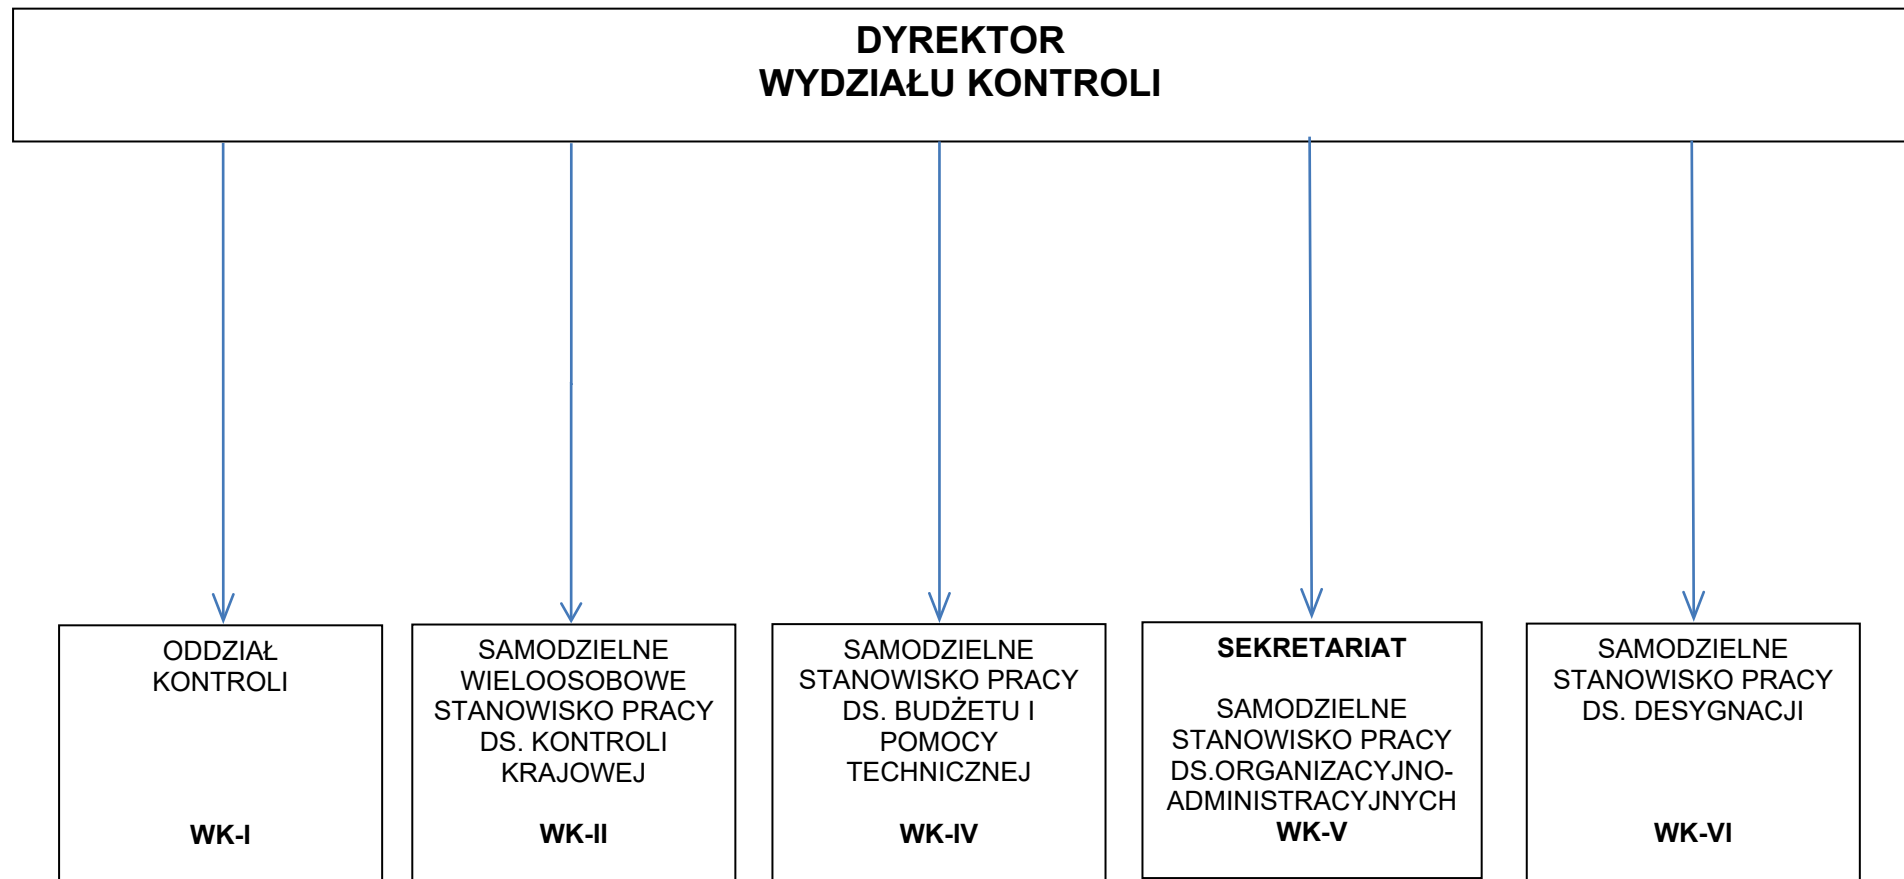 DYREKTOR
WYDZIAŁU KONTROLI
ODDZIAŁ
KONTROLI
WK-I
SAMODZIELNE
WIELOOSOBOWE
STANOWISKO PRACY
DS. KONTROLI
KRAJOWEJ
WK-II
SAMODZIELNE
STANOWISKO PRACY
DS. BUDŻETU I
POMOCY
TECHNICZNEJ
WK-IV
SEKRETARIAT
SAMODZIELNE
STANOWISKO PRACY
DS.ORGANIZACYJNO-
ADMINISTRACYJNYCH
WK-V
SAMODZIELNE
STANOWISKO PRACY
DS. DESYGNACJI
WK-VI